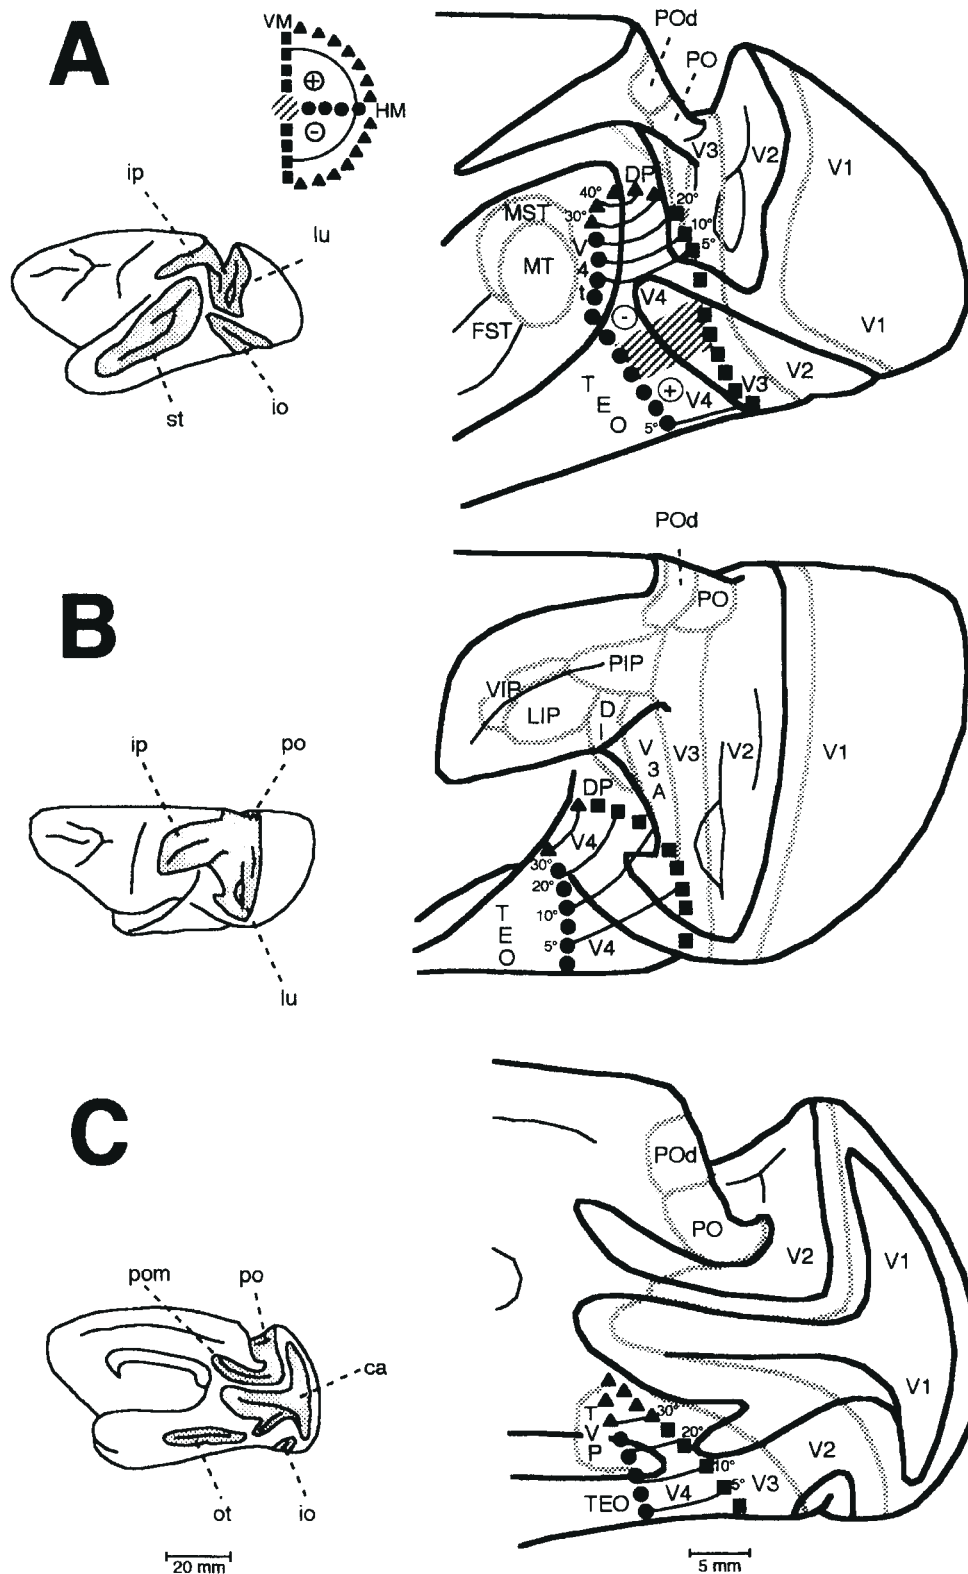 A
VM
+
HM
-
ip
lu
st
io
POd
PO
V3
V2
V1
DP
40°
30°
20°
10°
5°
MST
MT
FST
V
4
t
V4
-
V1
V2
V3
+
V4
T
E
O
5°
B
ip
po
lu
POd
PO
PIP
VIP
LIP
D
I
V
3
A
V3
V2
V1
DP
V4
30°
20°
10°
5°
T
E
O
V4
C
pom
po
ca
ot
io
20 mm
POd
PO
V2
V1
V1
T
V
P
30°
20°
10°
5°
V2
V3
V4
TEO
5 mm